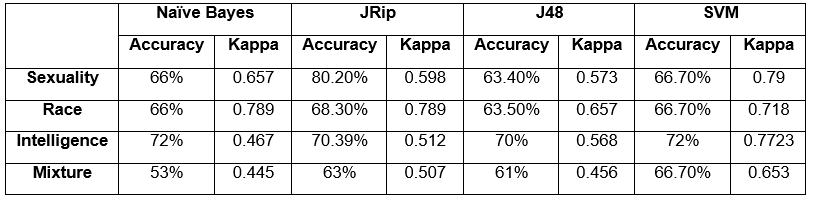 Naïve Bayes JRip J48 SVM
Accuracy Kappa Accuracy Kappa Accuracy Kappa Accuracy Kappa
Sexuality 66% 0.657 80.20% 0.598 63.40% 0.573 66.70% 0.79
Race 66% 0.789 68.30% 0.789 63.50% 0.657 66.70% 0.718
Intelligence 72% 0.467 70.39% 0.512 70% 0.568 72% 0.7723
Mixture 53% 0.445 63% 0.507 61% 0.456 66.70% 0.653